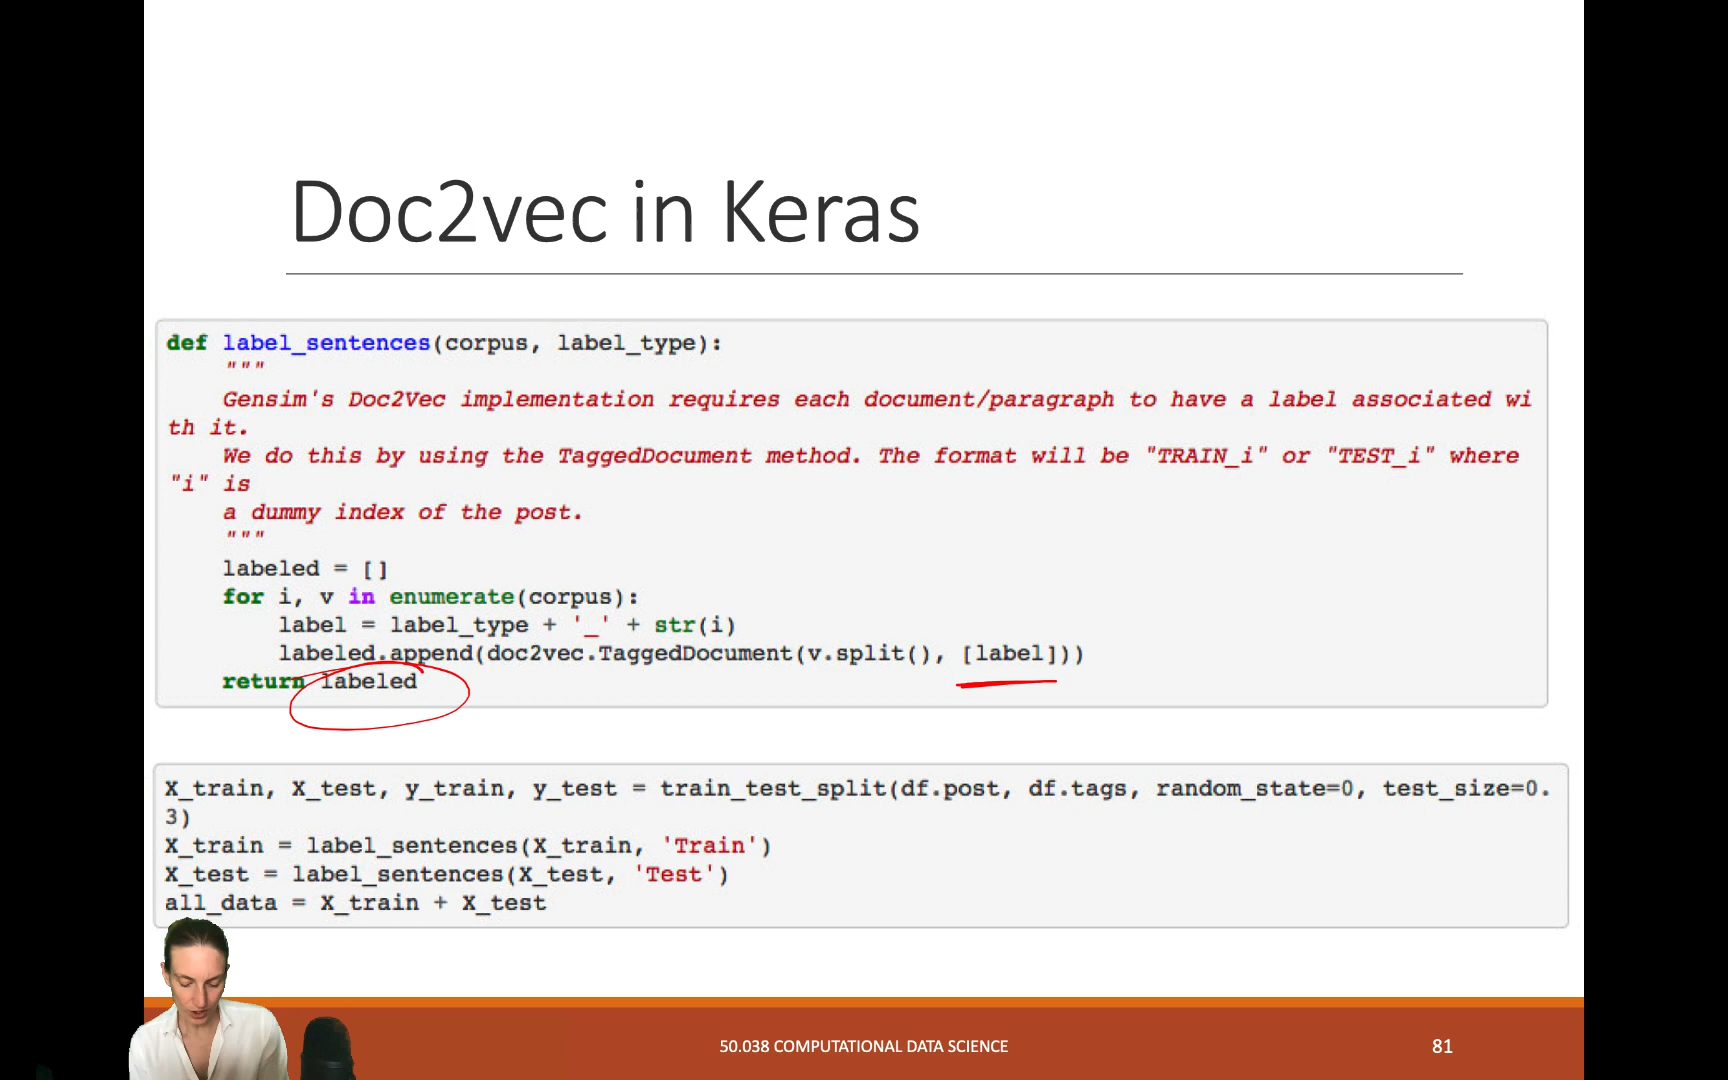 Doc2vec in Keras
def label_sentences(corpus, label_type):
    """
    Gensim's Doc2Vec implementation requires each document/paragraph to have a label associated wi
th it.
    We do this by using the TaggedDocument method. The format will be "TRAIN_i" or "TEST_i" where
"i" is
    a dummy index of the post.
    """
    labeled = []
    for i, v in enumerate(corpus):
        label = label_type + '_' + str(i)
        labeled.append(doc2vec.TaggedDocument(v.split(), [label]))
    return labeled
X_train, X_test, y_train, y_test = train_test_split(df.post, df.tags, random_state=0, test_size=0.
3)
X_train = label_sentences(X_train, 'Train')
X_test = label_sentences(X_test, 'Test')
all_data = X_train + X_test
50.038 COMPUTATIONAL DATA SCIENCE
81